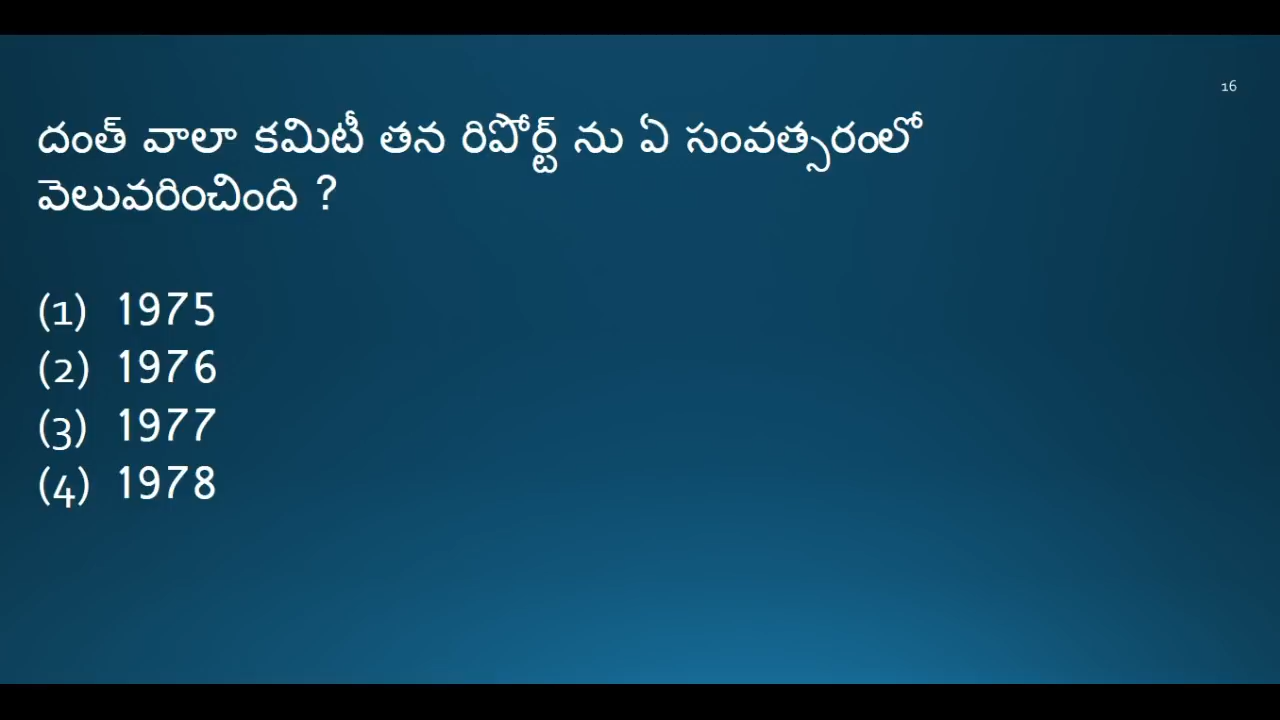 16
దంత్ వాలా కమిటీ తన రిపోర్ట్ ను ఏ సంవత్సరంలో
వెలువరించింది ?
(1) 1975
(2) 1976
(3) 1977
(4) 1978